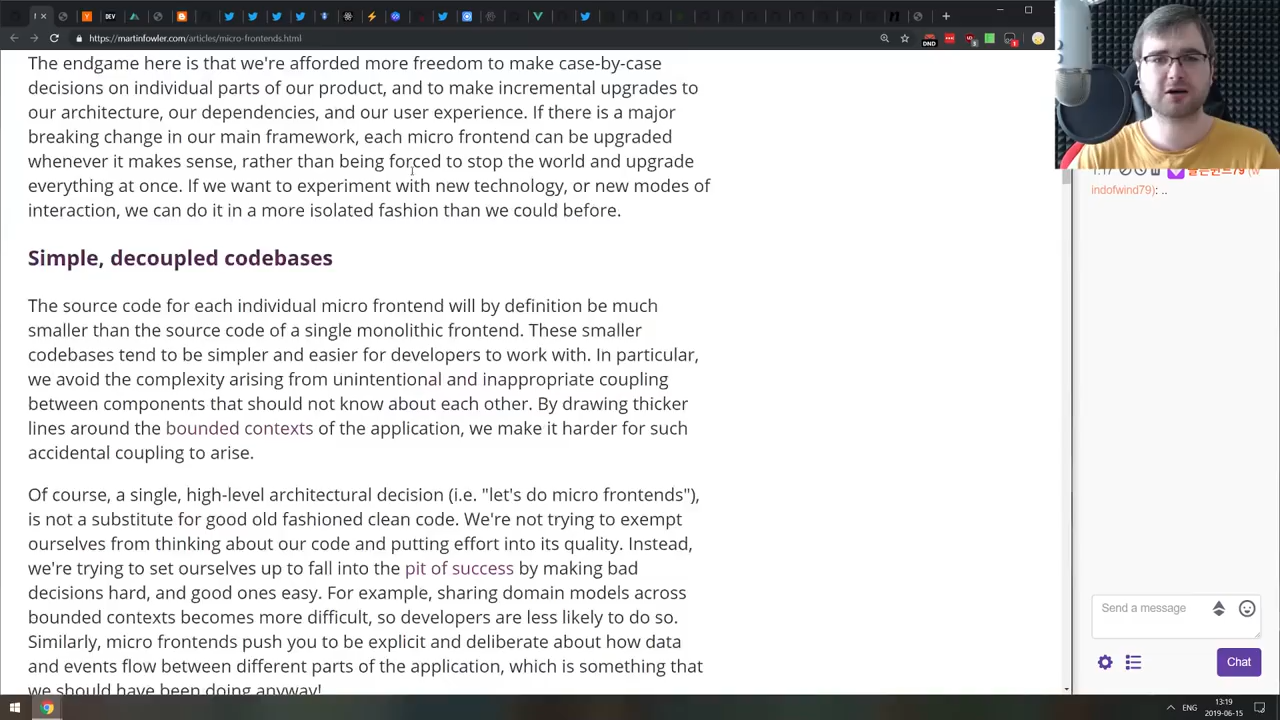 DEV
https://martinfowler.com/articles/micro-frontends.html
DND
The endgame here is that we're afforded more freedom to make case-by-case
decisions on individual parts of our product, and to make incremental upgrades to
our architecture, our dependencies, and our user experience. If there is a major
breaking change in our main framework, each micro frontend can be upgraded
whenever it makes sense, rather than being forced to stop the world and upgrade
everything at once. If we want to experiment with new technology, or new modes of
interaction, we can do it in a more isolated fashion than we could before.
Simple, decoupled codebases
The source code for each individual micro frontend will by definition be much
smaller than the source code of a single monolithic frontend. These smaller
codebases tend to be simpler and easier for developers to work with. In particular,
we avoid the complexity arising from unintentional and inappropriate coupling
between components that should not know about each other. By drawing thicker
lines around the bounded contexts of the application, we make it harder for such
accidental coupling to arise.
Of course, a single, high-level architectural decision (i.e. "let's do micro frontends"),
is not a substitute for good old fashioned clean code. We're not trying to exempt
ourselves from thinking about our code and putting effort into its quality. Instead,
we're trying to set ourselves up to fall into the pit of success by making bad
decisions hard, and good ones easy. For example, sharing domain models across
bounded contexts becomes more difficult, so developers are less likely to do so.
Similarly, micro frontends push you to be explicit and deliberate about how data
and events flow between different parts of the application, which is something that
we should have been doing anyway!
1:17 (w
indofwind79): ..
Send a message
Chat
ENG
13:19
2019-06-15